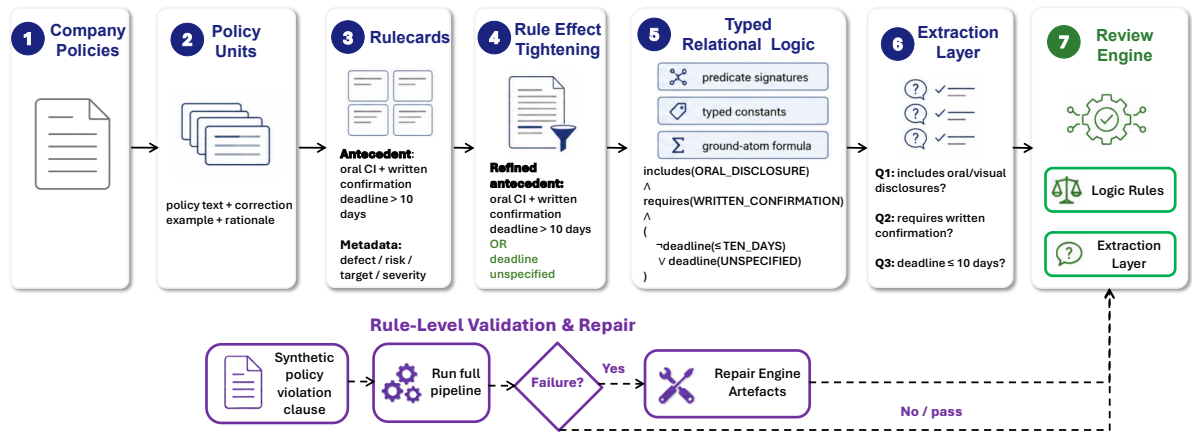 1 Company
Policies
2 Policy
Units
policy text + correction
example + rationale
3 Rulecards
Antecedent:
oral CI + written
confirmation
deadline > 10
days
Metadata:
defect / risk /
target / severity
4 Rule Effect
Tightening
Refined
antecedent:
oral CI + written
confirmation
deadline > 10 days
OR
deadline
unspecified
5 Typed
Relational Logic
predicate signatures
typed constants
Σ ground-atom formula
includes(ORAL_DISCLOSURE)
∧
requires(WRITTEN_CONFIRMATION)
∧
(
¬deadline(≤ TEN_DAYS)
∨ deadline(UNSPECIFIED)
)
6 Extraction
Layer
?
?
?
Q1: includes oral/visual
disclosures?
Q2: requires written
confirmation?
Q3: deadline ≤ 10 days?
7 Review
Engine
Logic Rules
? Extraction
Layer
Rule-Level Validation & Repair
Synthetic
policy
violation
clause
Run full
pipeline
Failure?
Yes
Repair Engine
Artefacts
No / pass